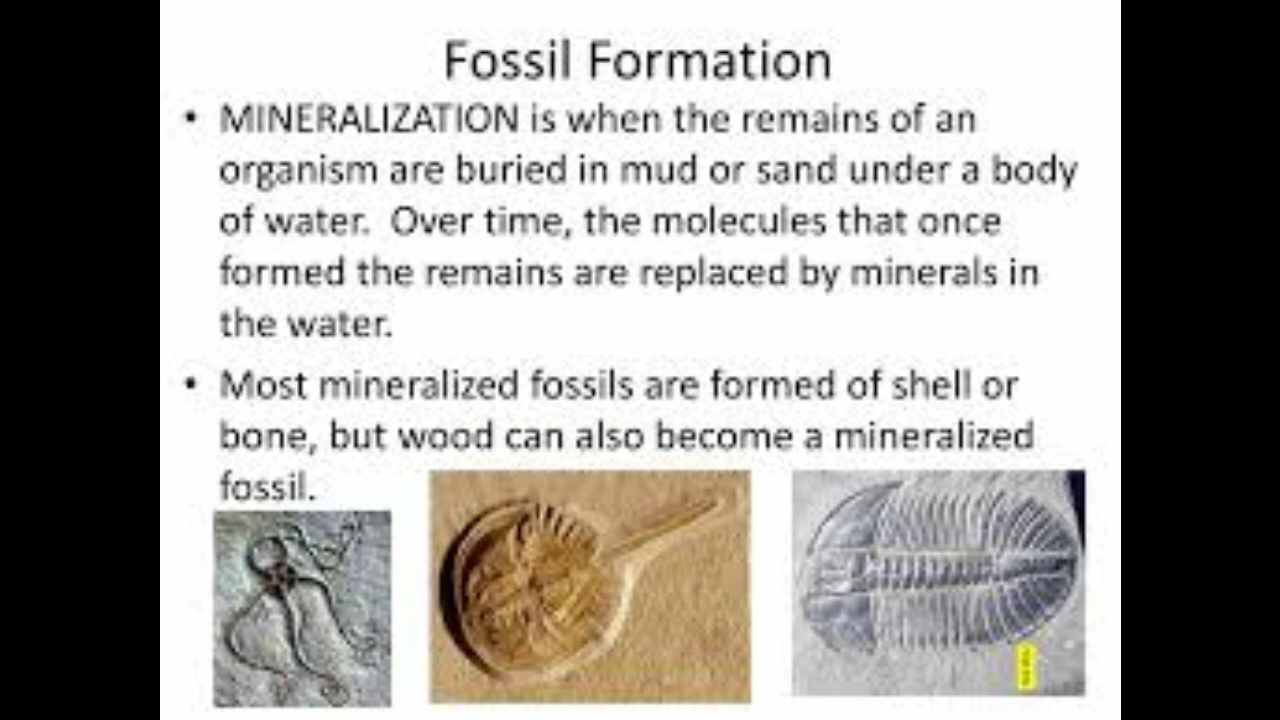 Fossil Formation
• MINERALIZATION is when the remains of an
organism are buried in mud or sand under a body
of water.  Over time, the molecules that once
formed the remains are replaced by minerals in
the water.
• Most mineralized fossils are formed of shell or
bone, but wood can also become a mineralized
fossil.